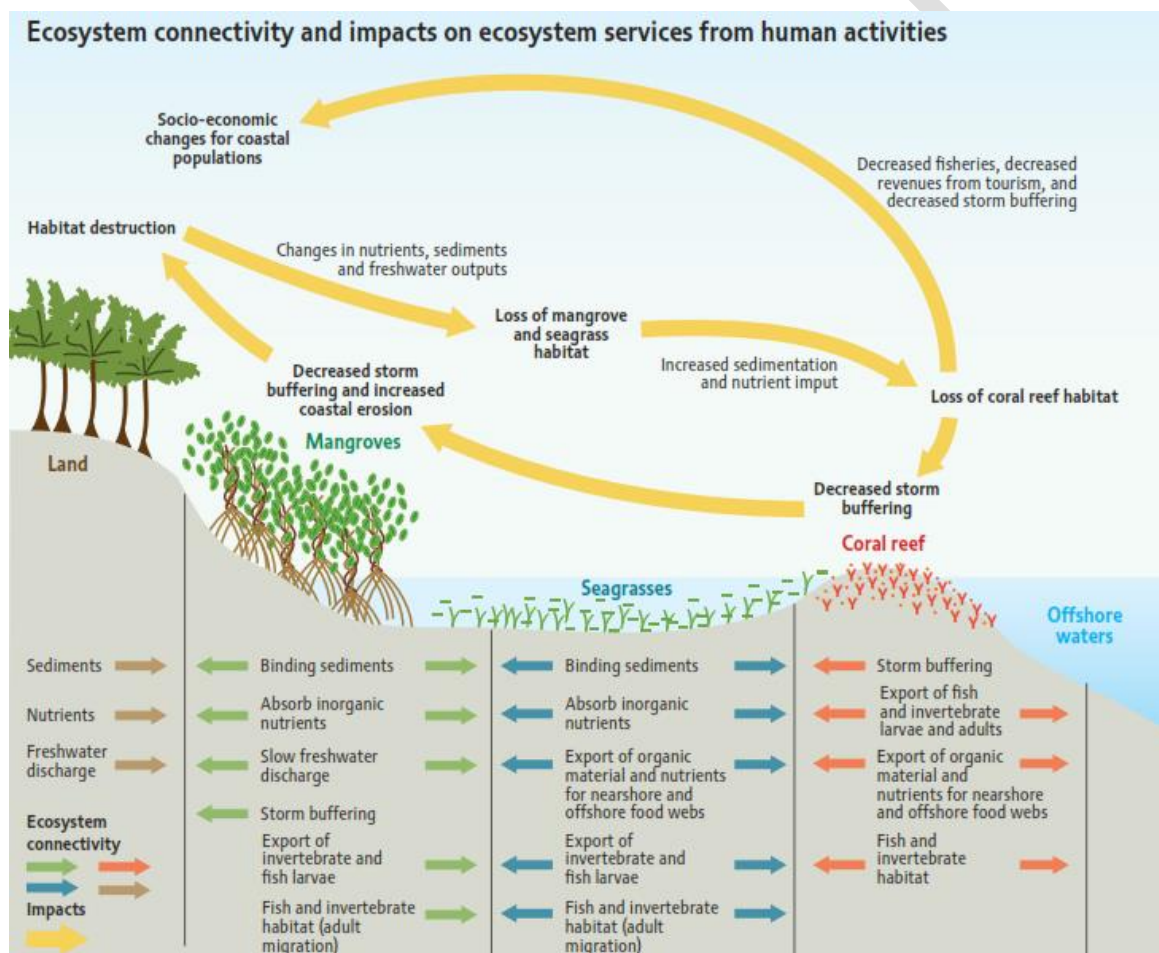 Ecosystem connectivity and impacts on ecosystem services from human activities
Socio-economic
changes for coastal
populations
Decreased fisheries, decreased
revenues from tourism, and
decreased storm buffering
Habitat destruction
Changes in nutrients, sediments
and freshwater outputs
Loss of mangrove
and seagrass
habitat
Increased sedimentation
and nutrient imput
Loss of coral reef habitat
Decreased storm
buffering and increased
coastal erosion
Decreased storm
buffering
Land
Mangroves
Seagrasses
Coral reef
Offshore
waters
Sediments
Nutrients
Freshwater
discharge
Ecosystem
connectivity
Impacts
Binding sediments
Absorb inorganic
nutrients
Slow freshwater
discharge
Storm buffering
Export of
invertebrate and
fish larvae
Fish and invertebrate
habitat (adult
migration)
Binding sediments
Absorb inorganic
nutrients
Export of organic
material and nutrients
for nearshore and
offshore food webs
Export of
invertebrate and
fish larvae
Fish and invertebrate
habitat (adult
migration)
Storm buffering
Export of fish
and invertebrate
larvae and adults
Export of organic
material and
nutrients for nearshore
and offshore food webs
Fish and
invertebrate
habitat